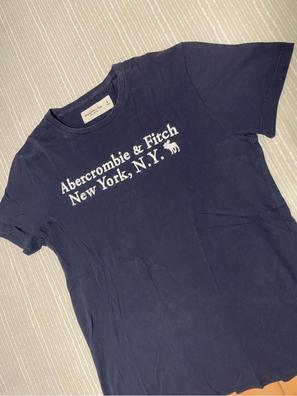 Abercrombie & Fitch
New York, N.Y.